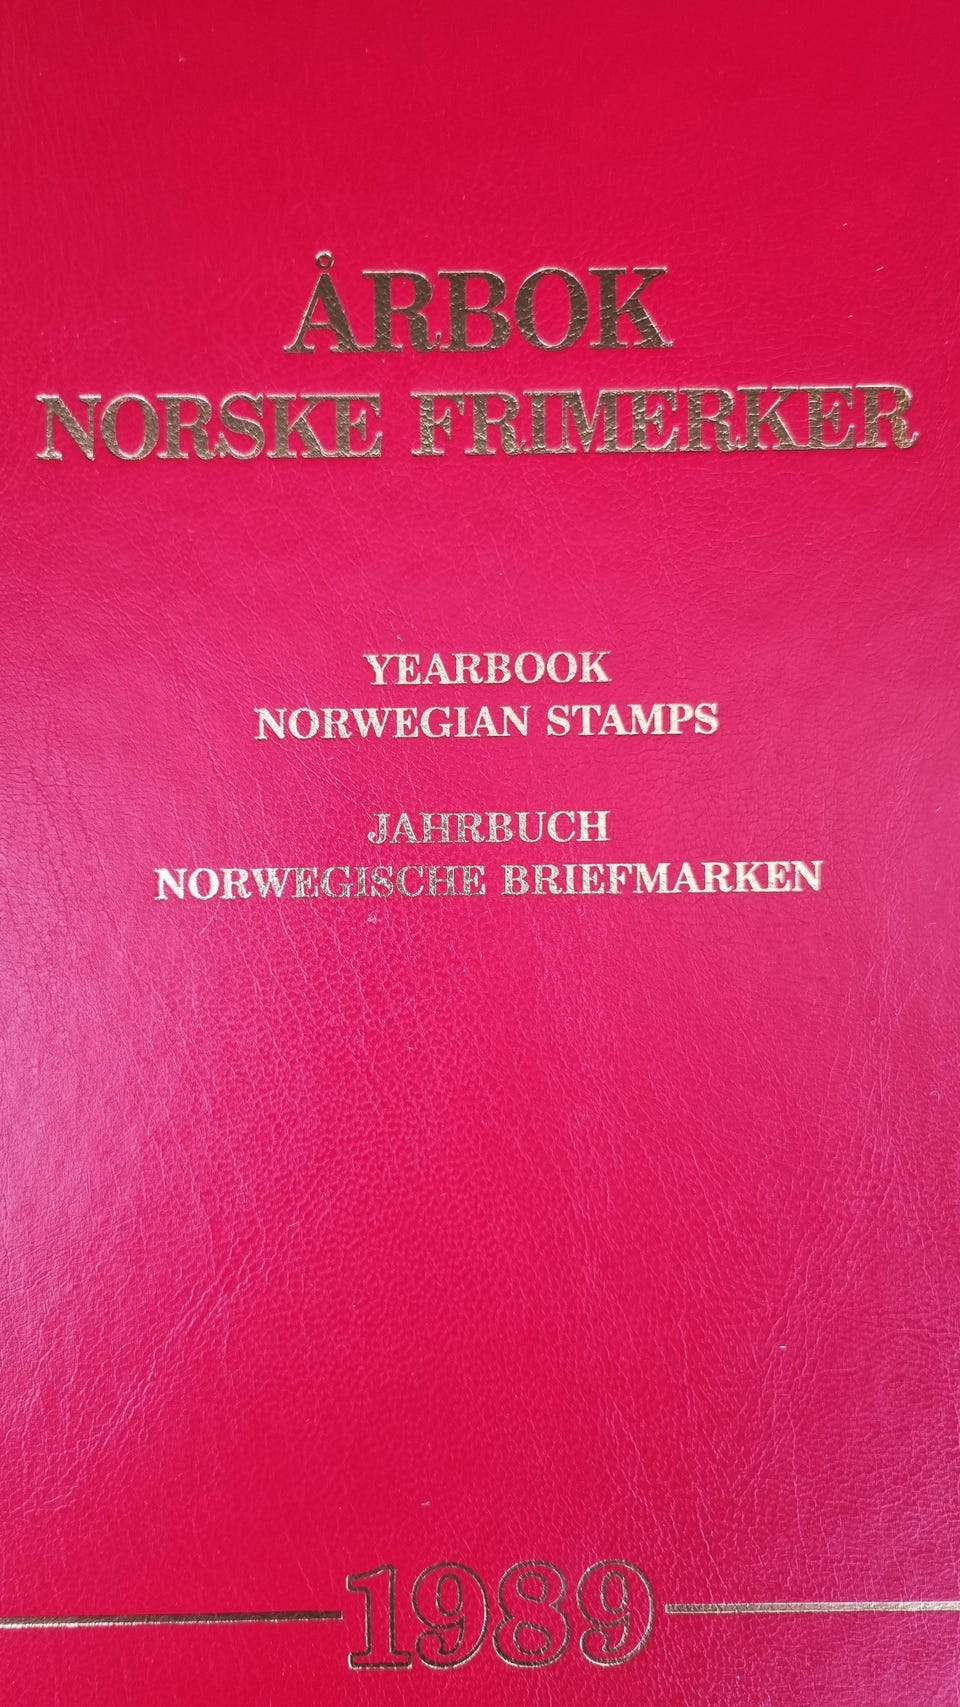 ÅRBOK
NORSKE FRIMERKER
YEARBOOK
NORWEGIAN STAMPS
JAHRBUCH
NORWEGISCHE BRIEFMARKEN
1989